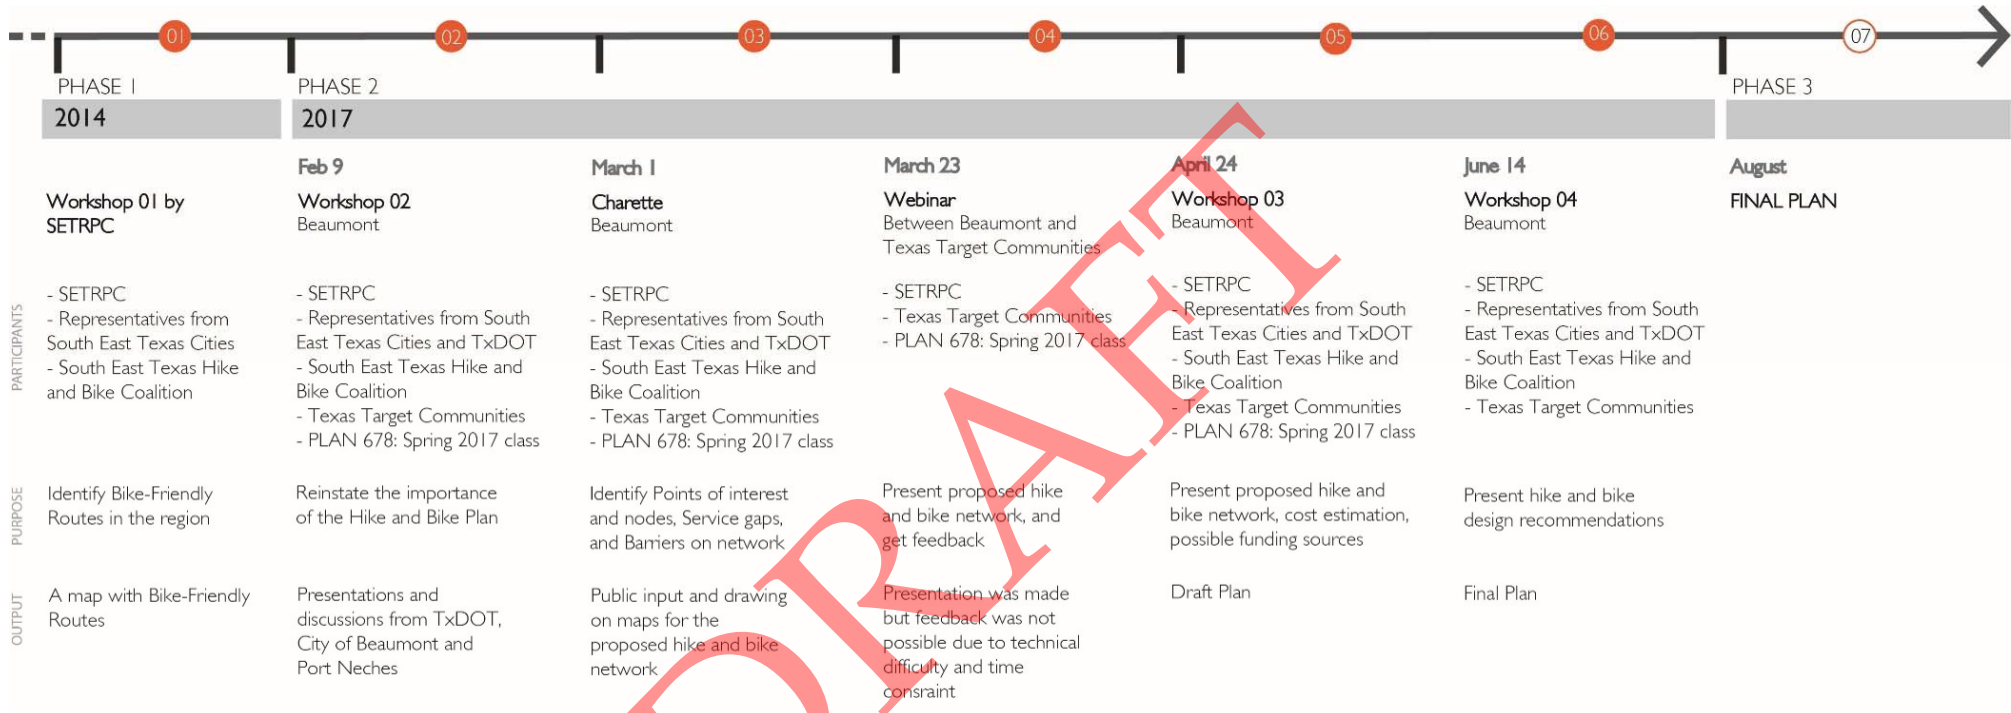 01
02
03
04
05
06
07
PHASE 1
PHASE 2
PHASE 3
2014
2017
Workshop 01 by
SETRPC
Feb 9
Workshop 02
Beaumont
March 1
Charette
Beaumont
March 23
Webinar
Between Beaumont and
Texas Target Communities
April 24
Workshop 03
Beaumont
June 14
Workshop 04
Beaumont
August
FINAL PLAN
PARTICIPANTS
- SETRPC
- Representatives from
South East Texas Cities
- South East Texas Hike
and Bike Coalition
- SETRPC
- Representatives from South
East Texas Cities and TxDOT
- South East Texas Hike and
Bike Coalition
- Texas Target Communities
- PLAN 678: Spring 2017 class
- SETRPC
- Representatives from South
East Texas Cities and TxDOT
- South East Texas Hike and
Bike Coalition
- Texas Target Communities
- PLAN 678: Spring 2017 class
- SETRPC
- Texas Target Communities
- PLAN 678: Spring 2017 class
- SETRPC
- Representatives from South
East Texas Cities and TxDOT
- South East Texas Hike and
Bike Coalition
- Texas Target Communities
- PLAN 678: Spring 2017 class
- SETRPC
- Representatives from South
East Texas Cities and TxDOT
- South East Texas Hike and
Bike Coalition
- Texas Target Communities
PURPOSE
Identify Bike-Friendly
Routes in the region
Reinstate the importance
of the Hike and Bike Plan
Identify Points of interest
and nodes, Service gaps,
and Barriers on network
Present proposed hike
and bike network, and
get feedback
Present proposed hike and
bike network, cost estimation,
possible funding sources
Present hike and bike
design recommendations
OUTPUT
A map with Bike-Friendly
Routes
Presentations and
discussions from TxDOT,
City of Beaumont and
Port Neches
Public input and drawing
on maps for the
proposed hike and bike
network
Presentation was made
but feedback was not
possible due to technical
difficulty and time
consraint
Draft Plan
Final Plan
DRAFT